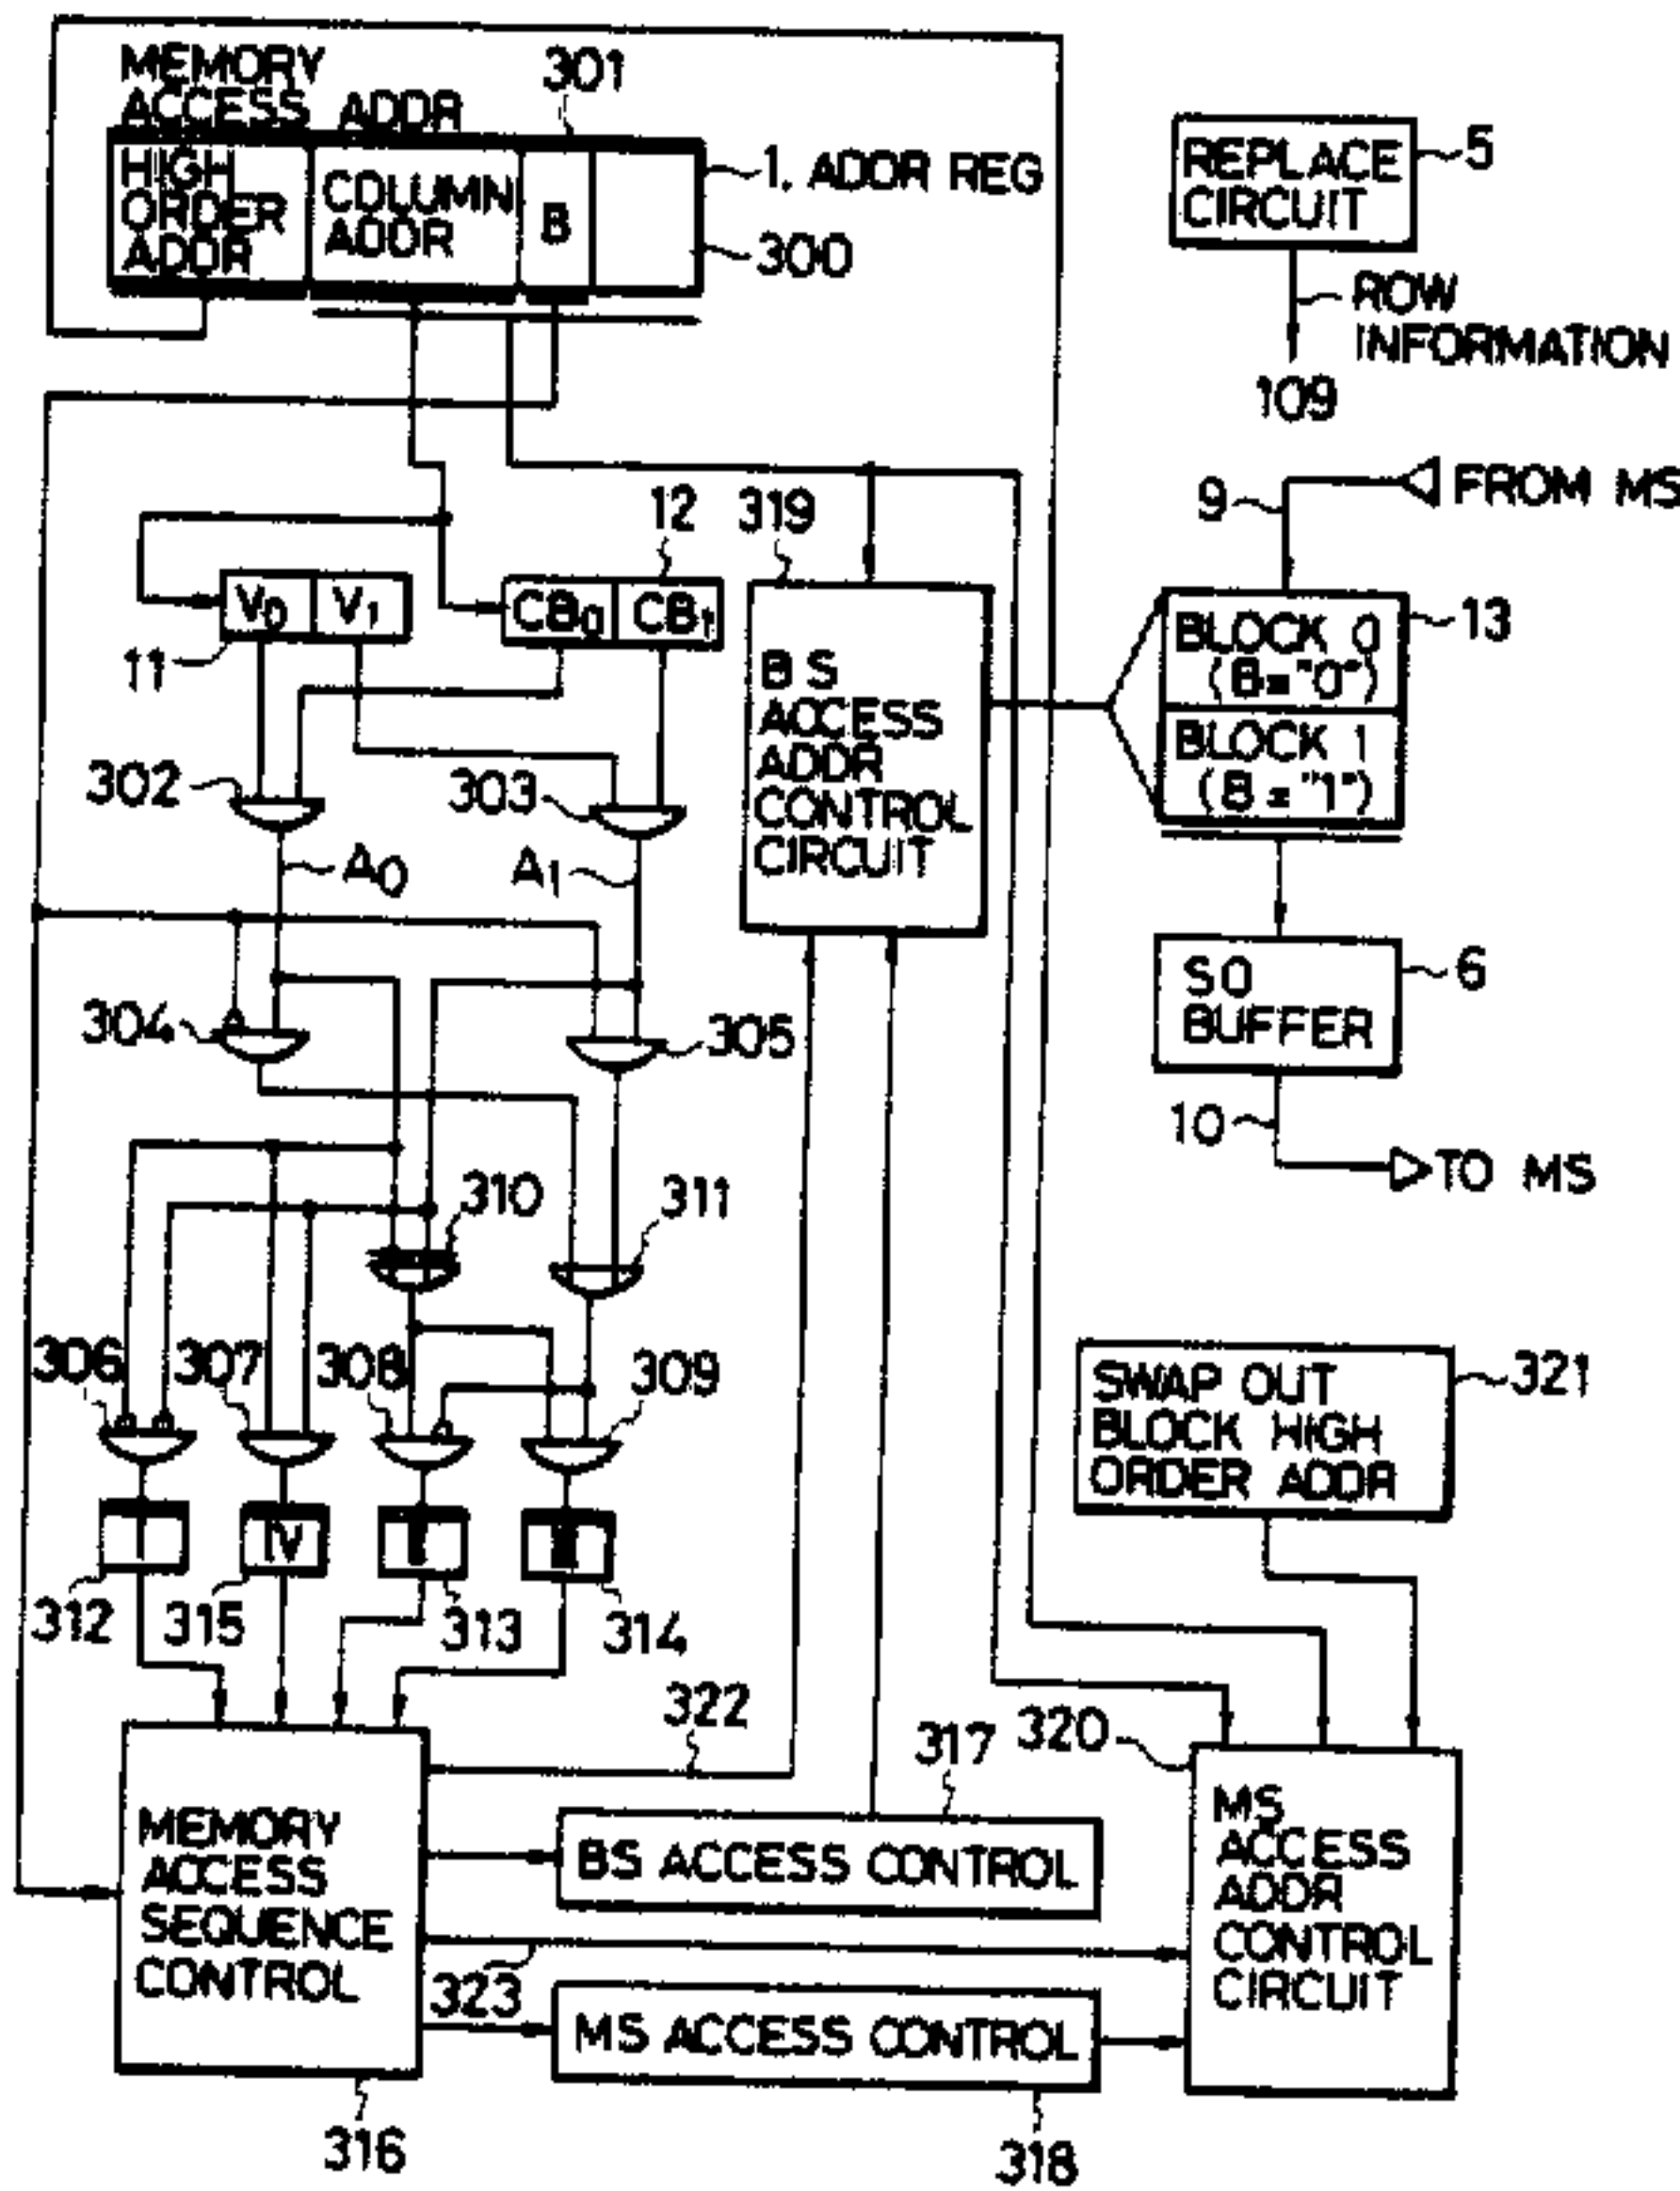 MEMORY
ACCESS ADDR
301
HIGH
ORDER
ADDR
COLUMN
ADDR
B
1. ADDR REG
300
REPLACE
CIRCUIT
5
ROW
INFORMATION
109
FROM MS
9
12
319
V0 V1
CB0 CB1
11
BS
ACCESS
ADDR
CONTROL
CIRCUIT
BLOCK 0
(B="0")
BLOCK 1
(B="1")
13
302
303
A0
A1
304
305
SO
BUFFER
6
10
TO MS
310
311
306
307
308
309
SWAP OUT
BLOCK HIGH
ORDER ADDR
321
I
IV
II
III
312
315
313
314
322
317
320
MEMORY
ACCESS
SEQUENCE
CONTROL
BS ACCESS CONTROL
323
MS ACCESS CONTROL
MS
ACCESS
ADDR
CONTROL
CIRCUIT
316
318